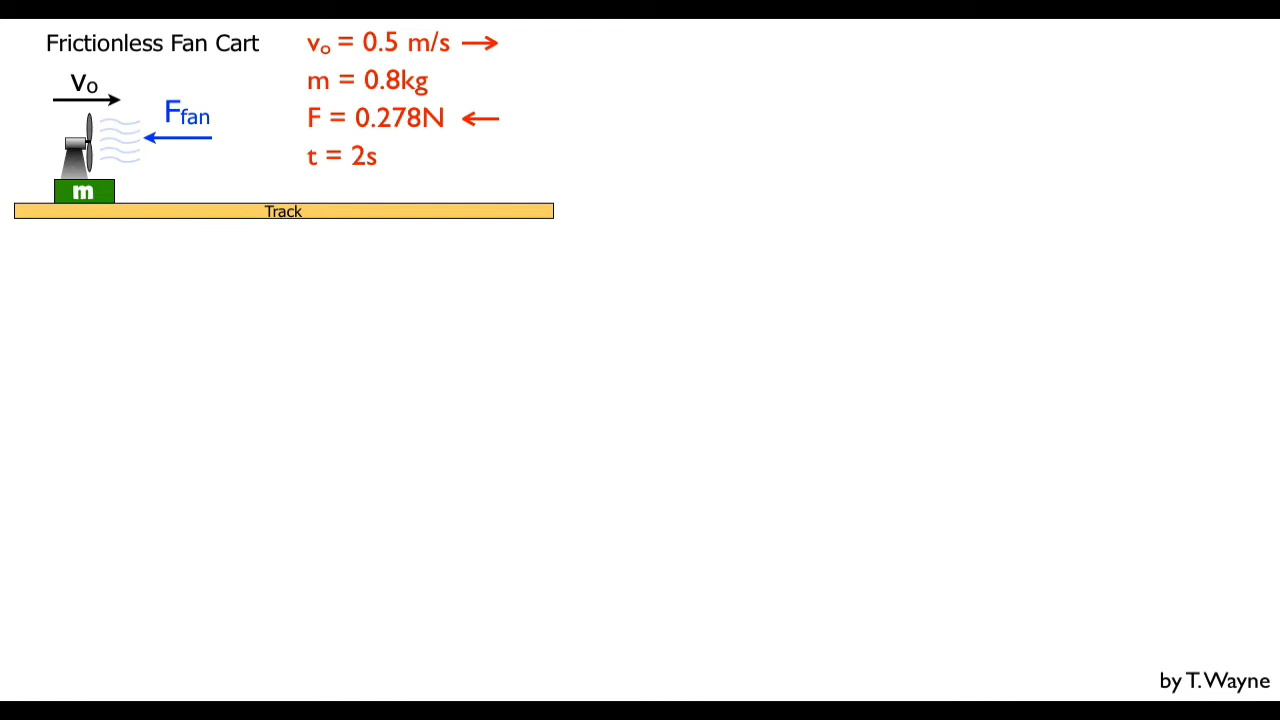 Frictionless Fan Cart
vo = 0.5 m/s →
m = 0.8kg
F = 0.278N ←
t = 2s
vo
Ffan
m
Track
by T. Wayne